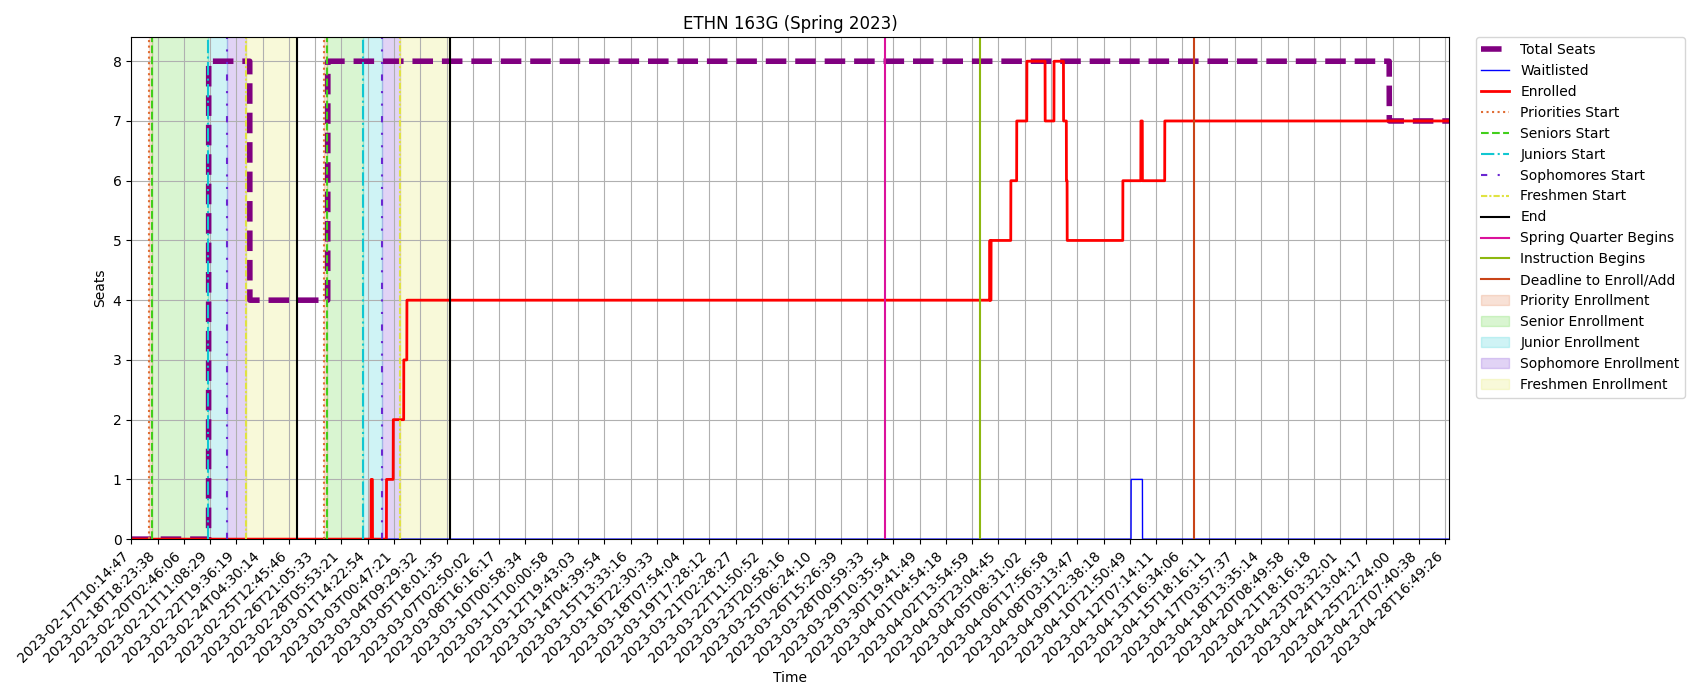 ETHN 163G (Spring 2023)
Seats
8
7
6
5
4
3
2
1
0
2023-02-17T10:14:47
2023-02-18T18:23:38
2023-02-20T02:46:06
2023-02-21T11:08:29
2023-02-22T19:36:19
2023-02-24T04:30:14
2023-02-25T12:45:46
2023-02-26T21:05:33
2023-02-28T05:53:21
2023-03-01T14:22:54
2023-03-03T00:47:21
2023-03-04T09:29:32
2023-03-05T18:01:35
2023-03-07T02:50:02
2023-03-08T16:16:17
2023-03-10T00:58:34
2023-03-11T10:00:58
2023-03-12T19:43:03
2023-03-14T04:39:54
2023-03-15T13:33:16
2023-03-16T22:30:33
2023-03-18T07:54:04
2023-03-19T17:28:12
2023-03-21T02:28:27
2023-03-22T11:50:52
2023-03-23T20:58:16
2023-03-25T06:24:10
2023-03-26T15:26:39
2023-03-28T00:59:33
2023-03-29T10:35:54
2023-03-30T19:41:49
2023-04-01T04:54:18
2023-04-02T13:54:59
2023-04-03T23:04:45
2023-04-05T08:31:02
2023-04-06T17:56:58
2023-04-08T03:13:47
2023-04-09T12:38:18
2023-04-10T21:50:49
2023-04-12T07:14:11
2023-04-13T16:34:06
2023-04-15T18:16:11
2023-04-17T03:57:37
2023-04-18T13:35:14
2023-04-20T08:49:58
2023-04-21T18:16:18
2023-04-23T03:32:01
2023-04-24T13:04:17
2023-04-25T22:24:00
2023-04-27T07:40:38
2023-04-28T16:49:26
Time
Total Seats
Waitlisted
Enrolled
Priorities Start
Seniors Start
Juniors Start
Sophomores Start
Freshmen Start
End
Spring Quarter Begins
Instruction Begins
Deadline to Enroll/Add
Priority Enrollment
Senior Enrollment
Junior Enrollment
Sophomore Enrollment
Freshmen Enrollment